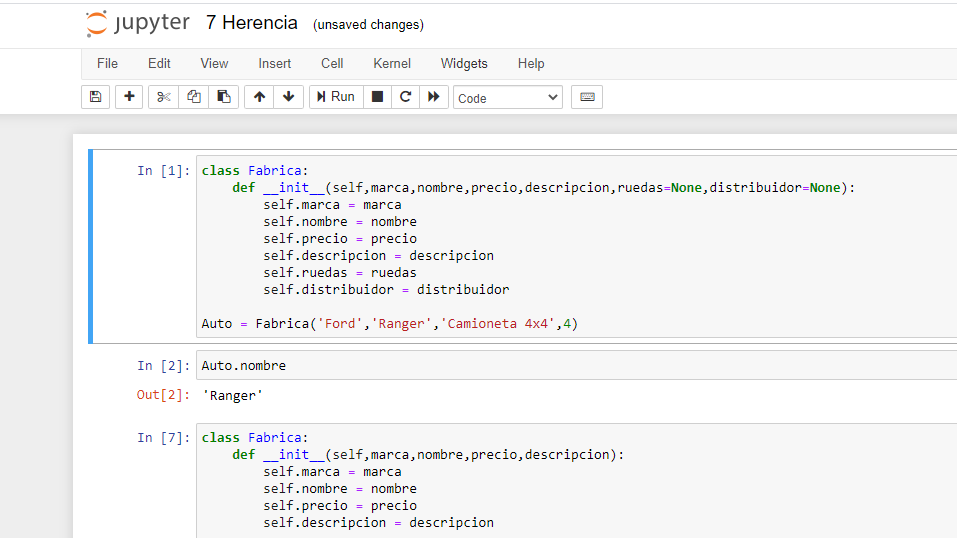 jupyter 7 Herencia (unsaved changes)
File Edit View Insert Cell Kernel Widgets Help
Run Code
In [1]: class Fabrica:
def __init__(self,marca,nombre,precio,descripcion,ruedas=None,distribuidor=None):
self.marca = marca
self.nombre = nombre
self.precio = precio
self.descripcion = descripcion
self.ruedas = ruedas
self.distribuidor = distribuidor
Auto = Fabrica('Ford','Ranger','Camioneta 4x4',4)
In [2]: Auto.nombre
Out[2]: 'Ranger'
In [7]: class Fabrica:
def __init__(self,marca,nombre,precio,descripcion):
self.marca = marca
self.nombre = nombre
self.precio = precio
self.descripcion = descripcion